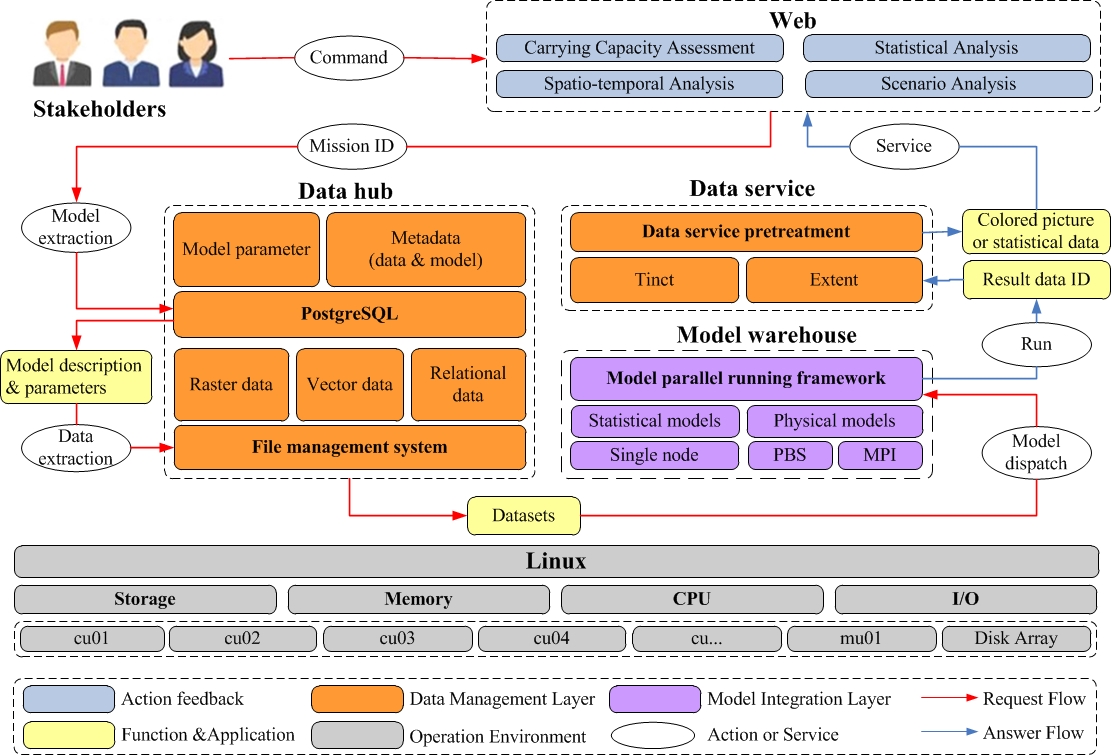 Web
Carrying Capacity Assessment
Statistical Analysis
Spatio-temporal Analysis
Scenario Analysis
Command
Stakeholders
Mission ID
Service
Data hub
Data service
Model
extraction
Model parameter
Metadata
(data & model)
Data service pretreatment
Colored picture
or statistical data
Tinct
Extent
Result data ID
PostgreSQL
Model warehouse
Run
Model description
& parameters
Raster data
Vector data
Relational
data
Model parallel running framework
Statistical models
Physical models
Data
extraction
File management system
Single node
PBS
MPI
Model
dispatch
Datasets
Linux
Storage
Memory
CPU
I/O
cu01
cu02
cu03
cu04
cu...
mu01
Disk Array
Action feedback
Data Management Layer
Model Integration Layer
Request Flow
Function &Application
Operation Environment
Action or Service
Answer Flow